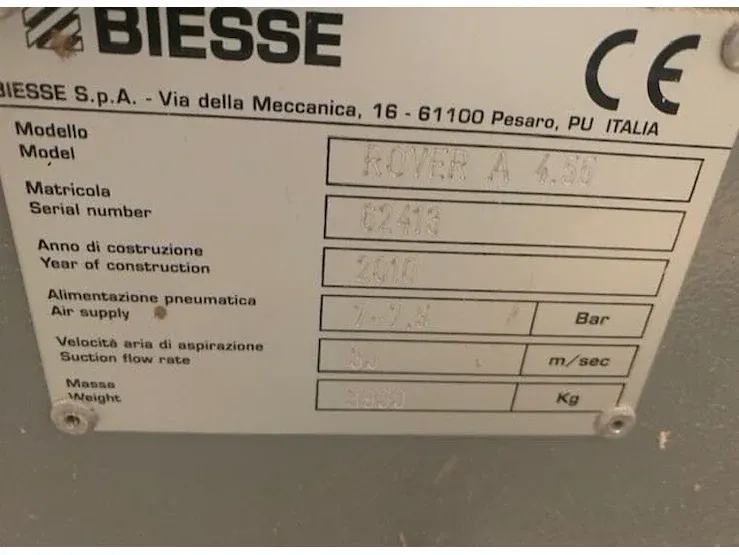 BIESSE
CE
BIESSE S.p.A. - Via della Meccanica, 16 - 61100 Pesaro, PU ITALIA
Modello
Model
ROVER A 4.55
Matricola
Serial number
62413
Anno di costruzione
Year of construction
2010
Alimentazione pneumatica
Air supply
Bar
Velocità aria di aspirazione
Suction flow rate
m/sec
Massa
Weight
Kg